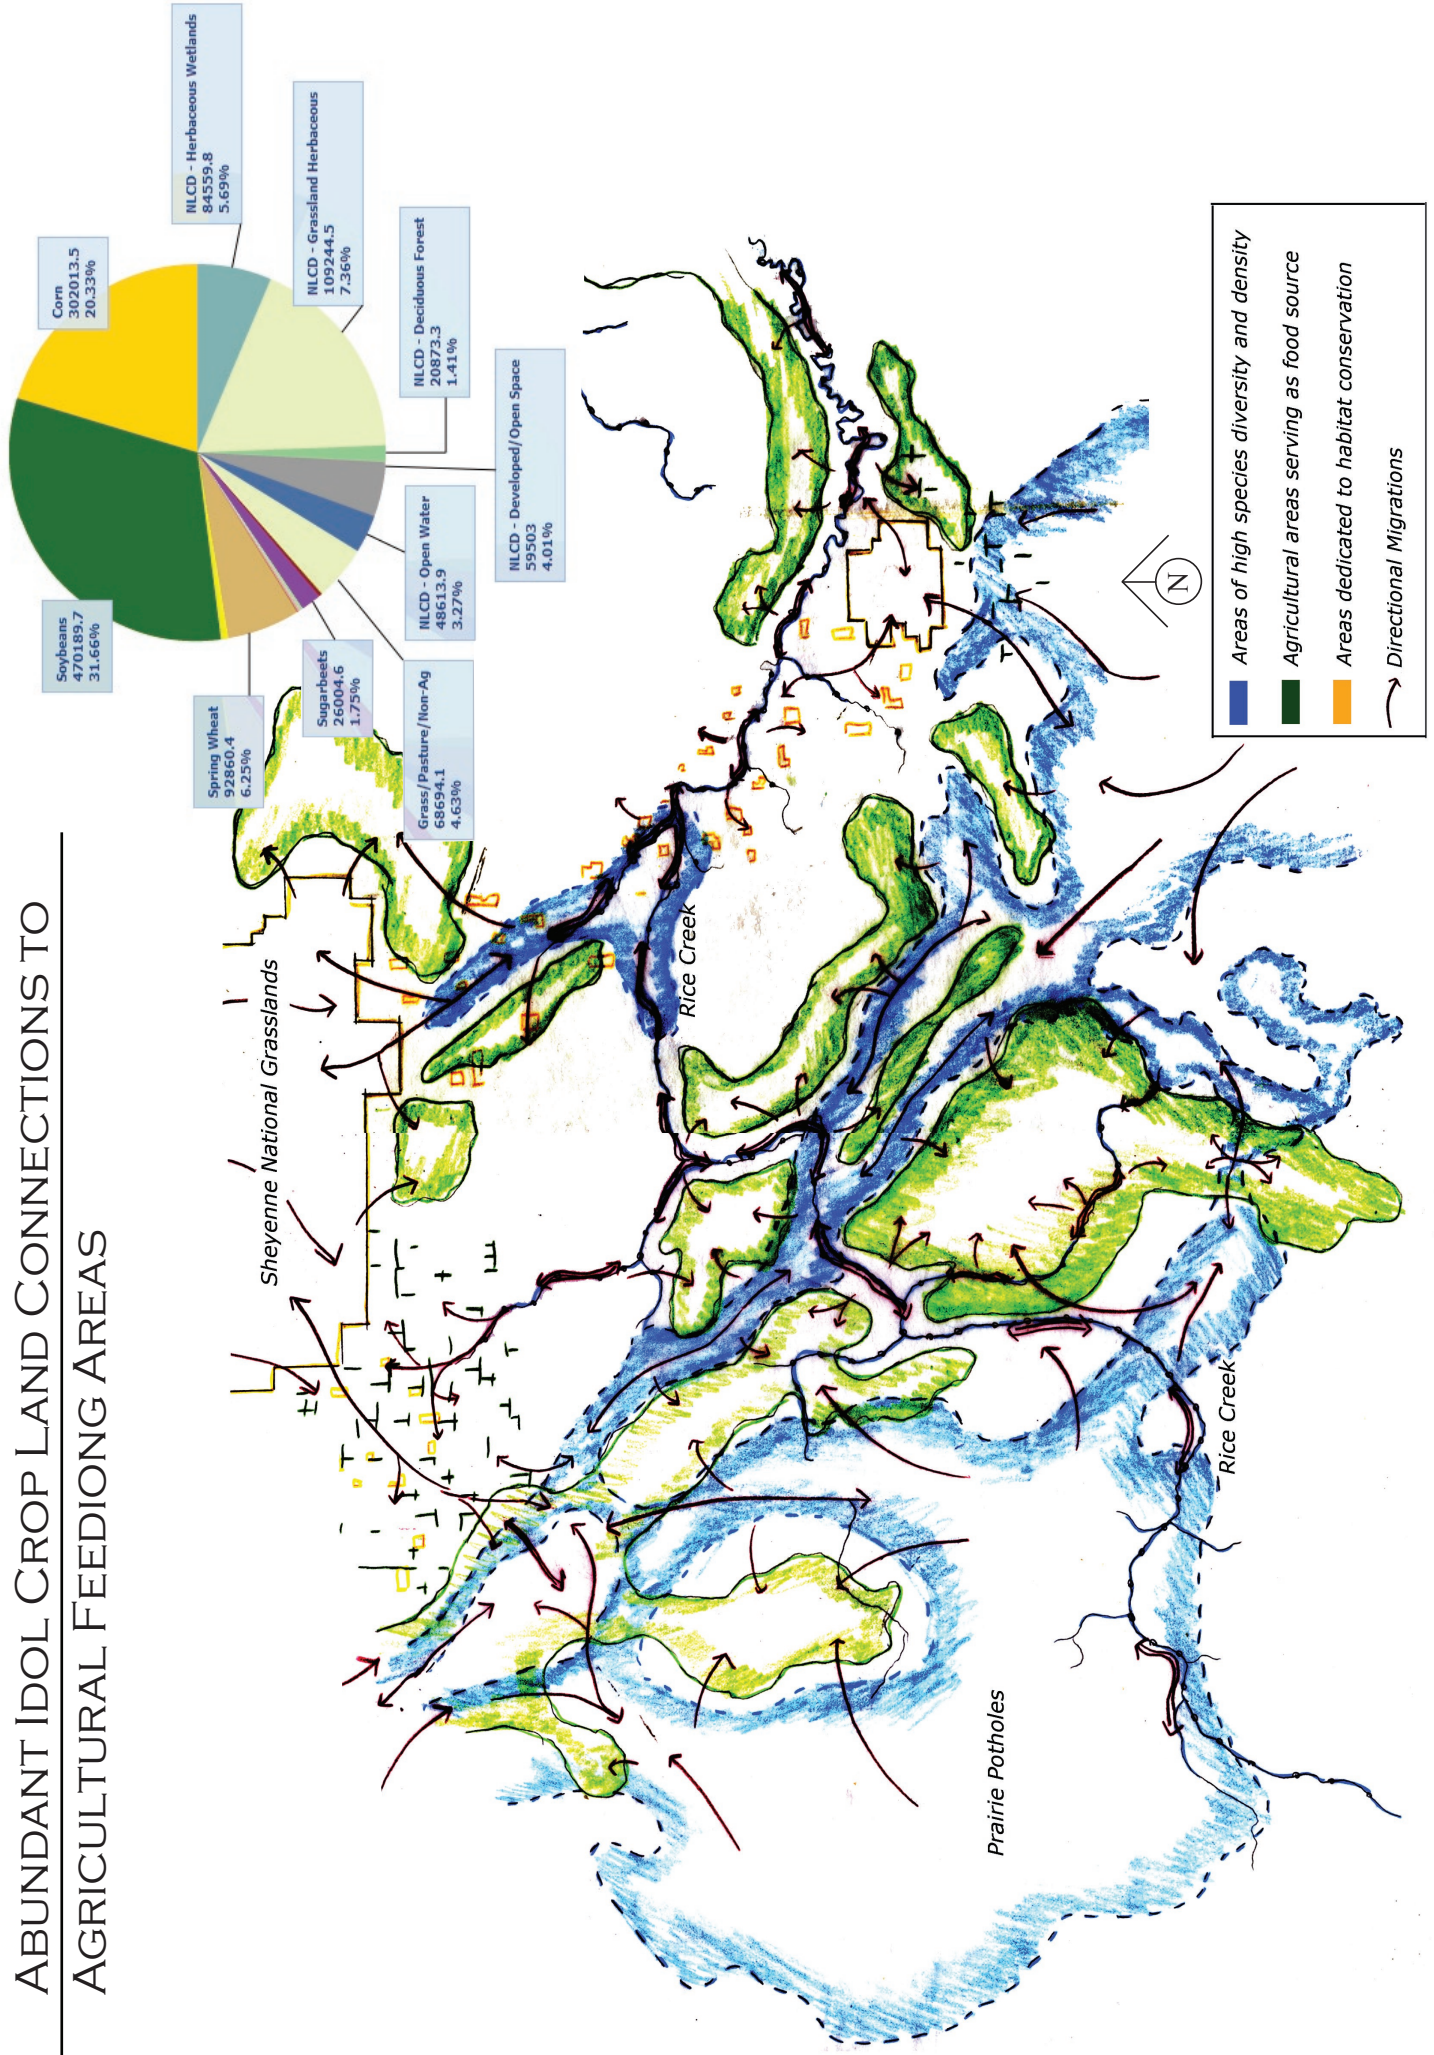 ABUNDANT IDOL CROP LAND AND CONNECTIONS TO
AGRICULTURAL FEEDIONG AREAS
Soybeans
470189.7
31.66%
Corn
302013.5
20.33%
NLCD - Herbaceous Wetlands
84559.8
5.69%
NLCD - Grassland Herbaceous
109244.5
7.36%
NLCD - Deciduous Forest
20873.3
1.41%
NLCD - Developed/Open Space
59503
4.01%
NLCD - Open Water
48613.9
3.27%
Grass/Pasture/Non-Ag
68694.1
4.63%
Sugarbeets
26004.6
1.75%
Spring Wheat
92860.4
6.25%
Sheyenne National Grasslands
Rice Creek
Prairie Potholes
Rice Creek
N
Areas of high species diversity and density
Agricultural areas serving as food source
Areas dedicated to habitat conservation
Directional Migrations